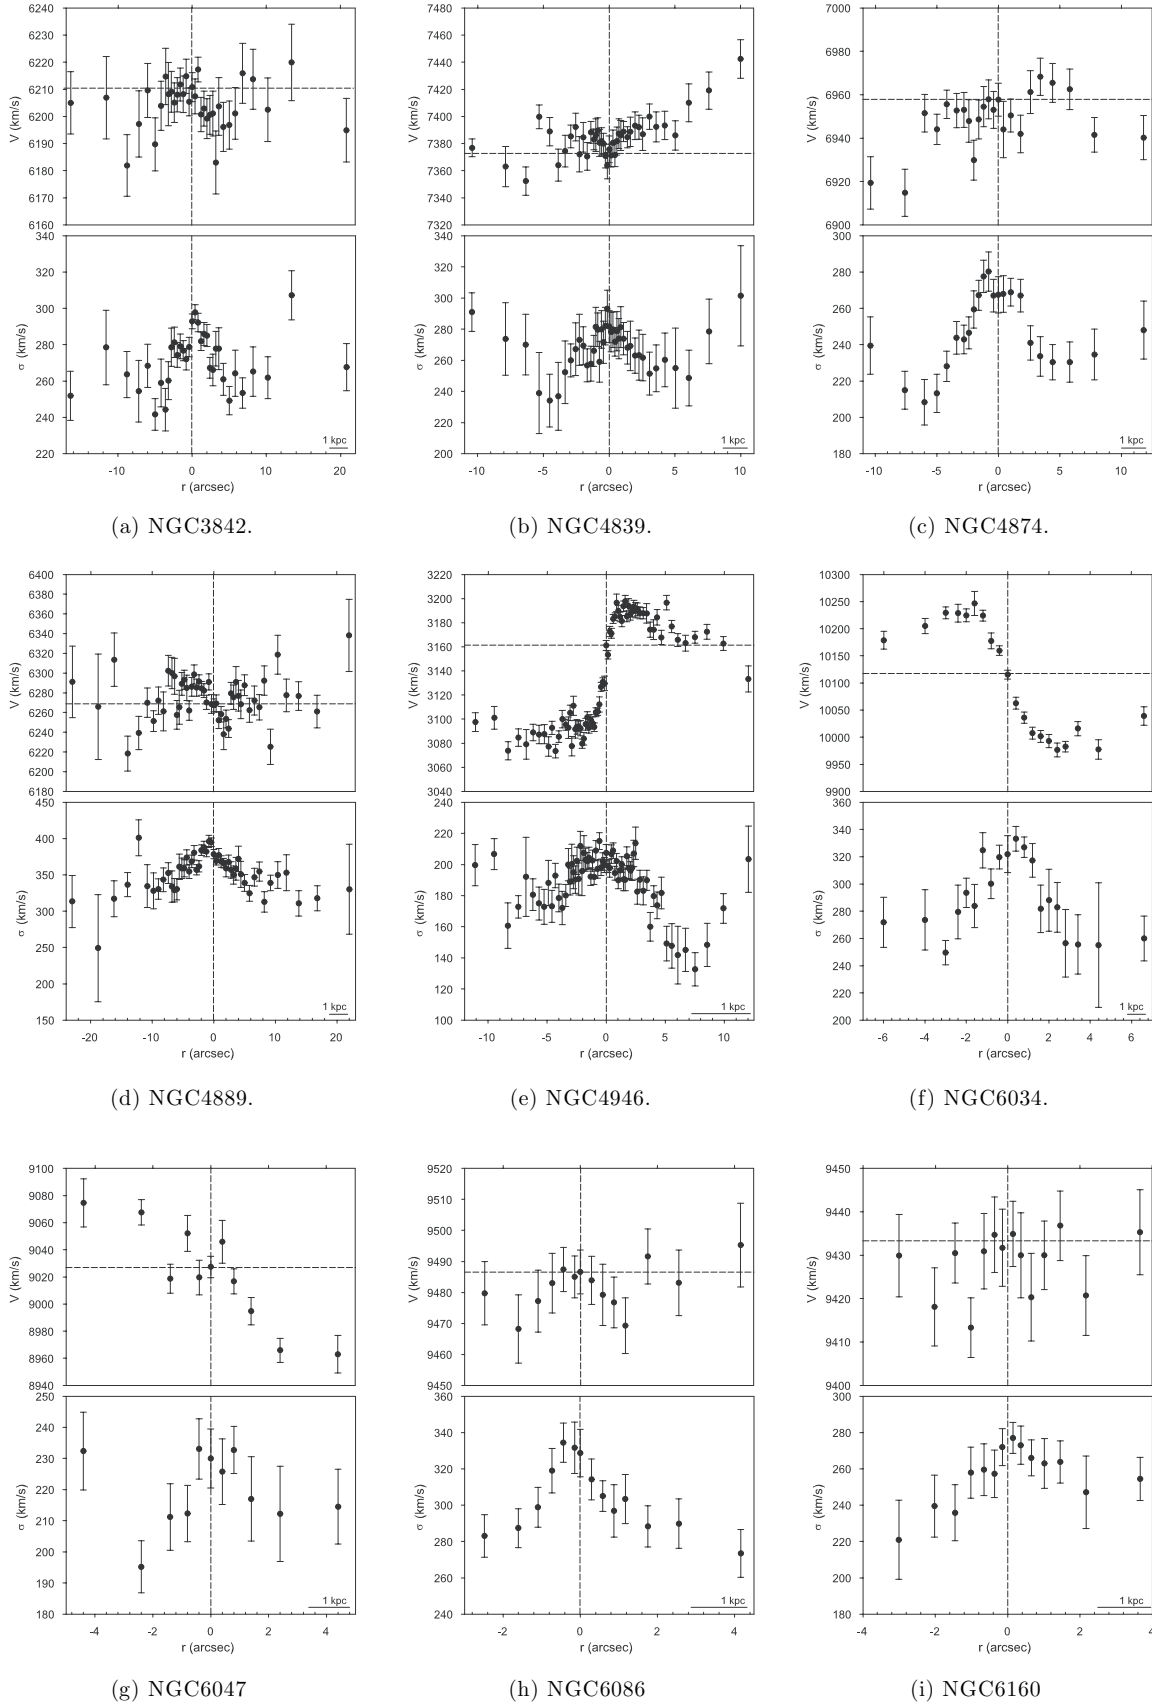 6240
6230
6220
6210
6200
6190
6180
6170
6160
V (km/s)
340
320
300
280
260
240
220
σ (km/s)
1 kpc
-10 0 10 20
r (arcsec)
(a) NGC3842.
7480
7460
7440
7420
7400
7380
7360
7340
7320
V (km/s)
340
320
300
280
260
240
220
200
σ (km/s)
1 kpc
-10 -5 0 5 10
r (arcsec)
(b) NGC4839.
7000
6980
6960
6940
6920
6900
V (km/s)
300
280
260
240
220
200
180
σ (km/s)
1 kpc
-10 -5 0 5 10
r (arcsec)
(c) NGC4874.
6400
6380
6360
6340
6320
6300
6280
6260
6240
6220
6200
6180
V (km/s)
450
400
350
300
250
200
150
σ (km/s)
1 kpc
-20 -10 0 10 20
r (arcsec)
(d) NGC4889.
3220
3200
3180
3160
3140
3120
3100
3080
3060
3040
V (km/s)
240
220
200
180
160
140
120
100
σ (km/s)
1 kpc
-10 -5 0 5 10
r (arcsec)
(e) NGC4946.
10300
10250
10200
10150
10100
10050
10000
9950
9900
V (km/s)
360
340
320
300
280
260
240
220
200
σ (km/s)
1 kpc
-6 -4 -2 0 2 4 6
r (arcsec)
(f) NGC6034.
9100
9080
9060
9040
9020
9000
8980
8960
8940
V (km/s)
250
240
230
220
210
200
190
180
σ (km/s)
1 kpc
-4 -2 0 2 4
r (arcsec)
(g) NGC6047
9520
9510
9500
9490
9480
9470
9460
9450
V (km/s)
360
340
320
300
280
260
240
σ (km/s)
1 kpc
-2 0 2 4
r (arcsec)
(h) NGC6086
9450
9440
9430
9420
9410
9400
V (km/s)
300
280
260
240
220
200
180
σ (km/s)
1 kpc
-4 -2 0 2 4
r (arcsec)
(i) NGC6160